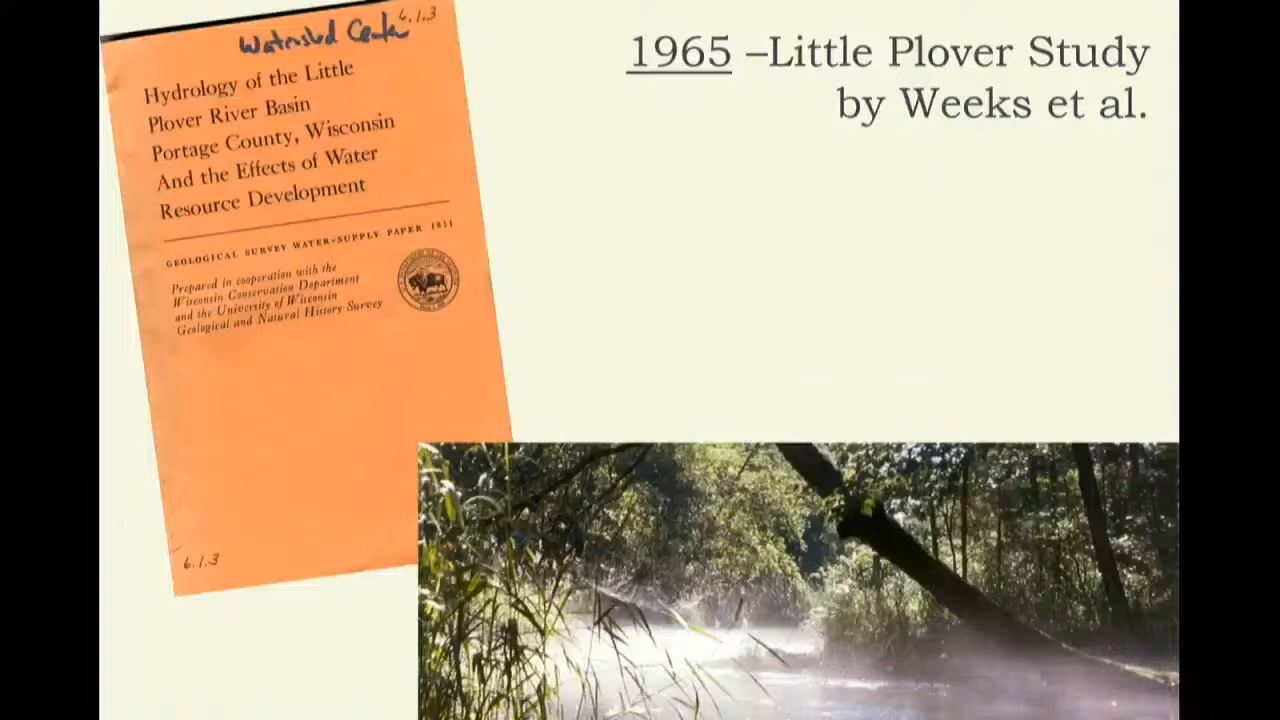 Watershed Center 6.1.3
Hydrology of the Little
Plover River Basin
Portage County, Wisconsin
And the Effects of Water
Resource Development
GEOLOGICAL SURVEY WATER-SUPPLY PAPER 1811
Prepared in cooperation with the
Wisconsin Conservation Department
and the University of Wisconsin
Geological and Natural History Survey
6.1.3
1965 –Little Plover Study
by Weeks et al.